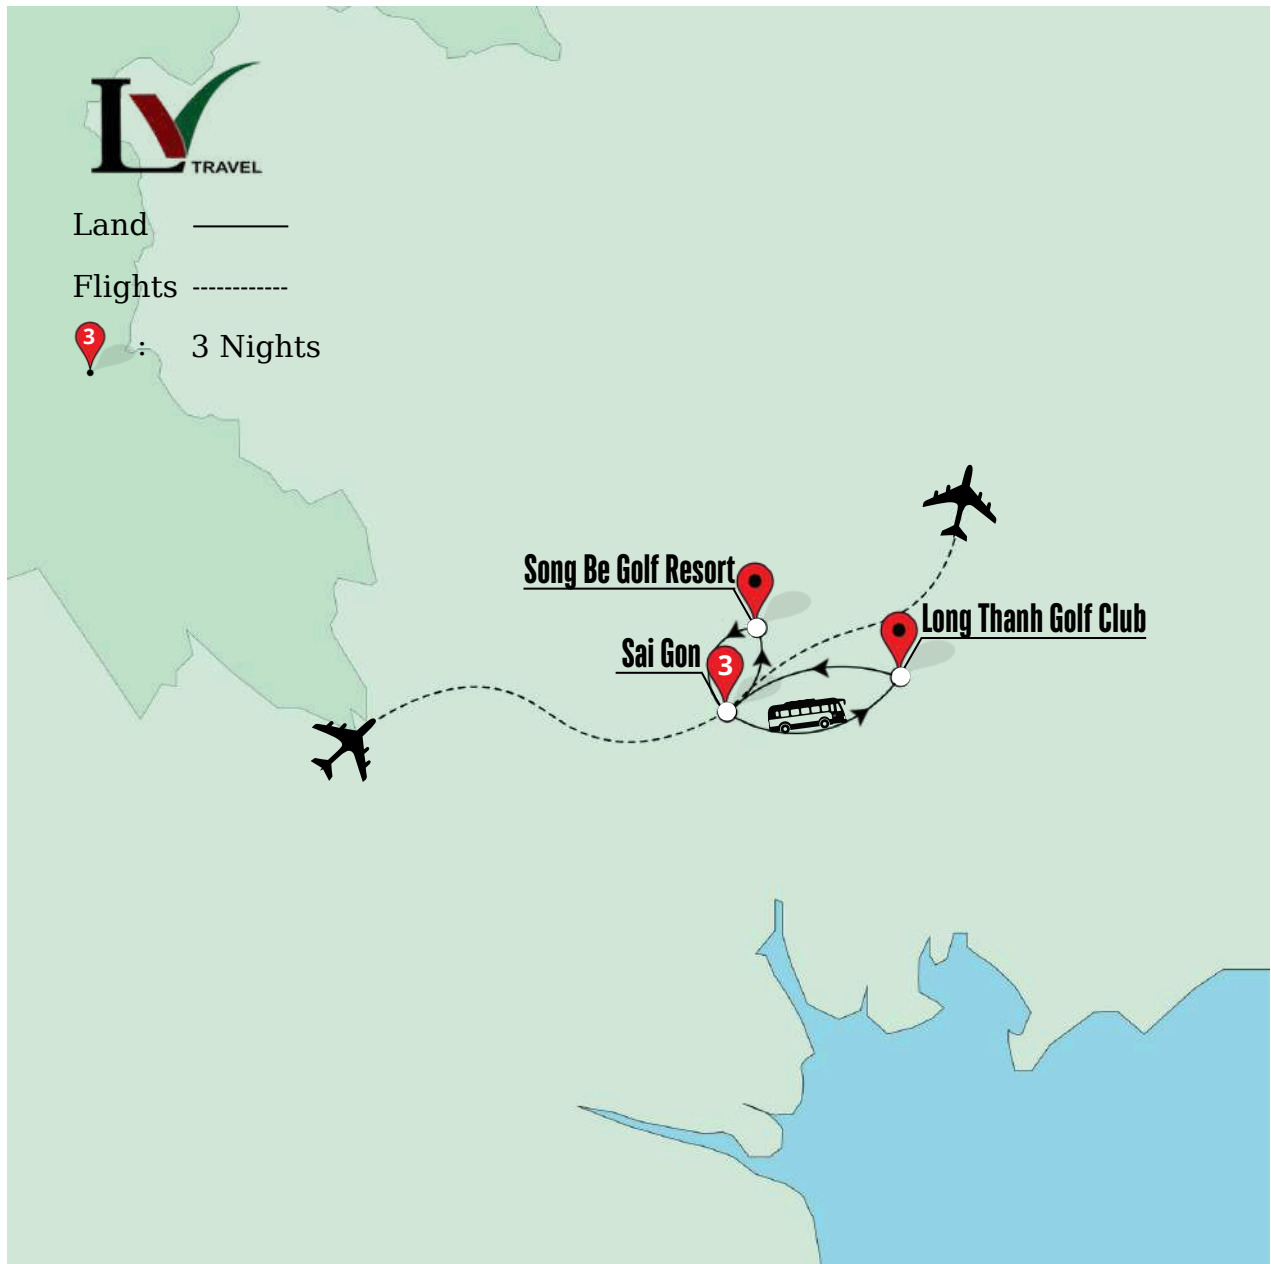 LV
TRAVEL
Land
Flights
3 : 3 Nights
Song Be Golf Resort
Long Thanh Golf Club
Sai Gon
3